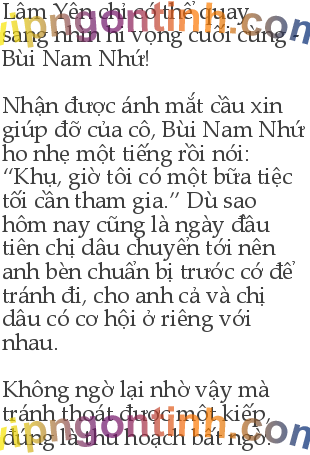 Lâm Yên chỉ có thể quay
sang nhìn hi vọng cuối cùng -
Bùi Nam Nhứ!
Nhận được ánh mắt cầu xin
giúp đỡ của cô, Bùi Nam Nhứ
ho nhẹ một tiếng rồi nói:
“Khụ, giờ tôi có một bữa tiệc
tối cần tham gia.” Dù sao
hôm nay cũng là ngày đầu
tiên chị dâu chuyển tới nên
anh bèn chuẩn bị trước cớ để
tránh đi, cho anh cả và chị
dâu có cơ hội ở riêng với
nhau.
Không ngờ lại nhờ vậy mà
tránh thoát được một kiếp,
đúng là thu hoạch bất ngờ.
vipngontinh.com
vipngontinh.com